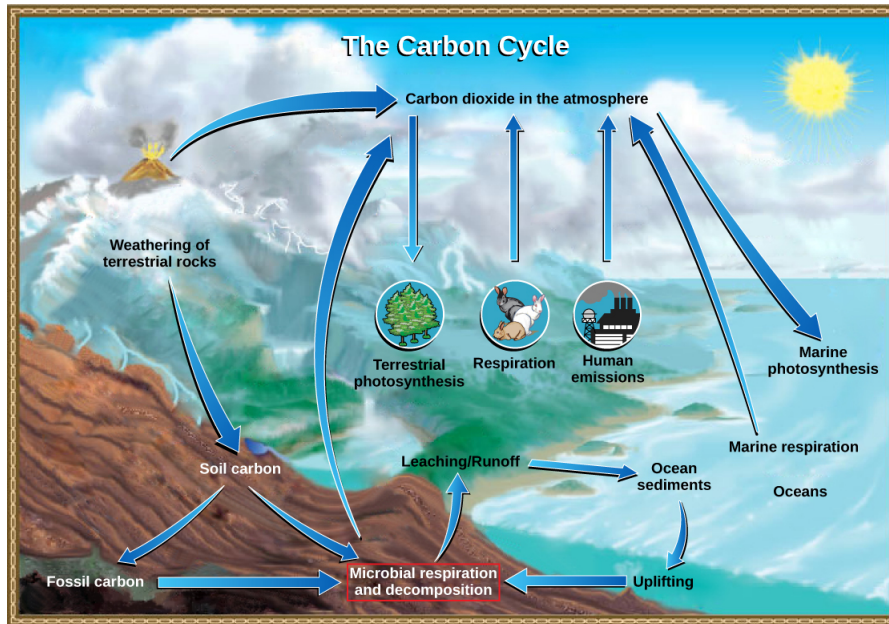 The Carbon Cycle
Carbon dioxide in the atmosphere
Weathering of
terrestrial rocks
Terrestrial
photosynthesis
Respiration
Human
emissions
Marine
photosynthesis
Marine respiration
Oceans
Soil carbon
Leaching/Runoff
Ocean
sediments
Fossil carbon
Microbial respiration
and decomposition
Uplifting